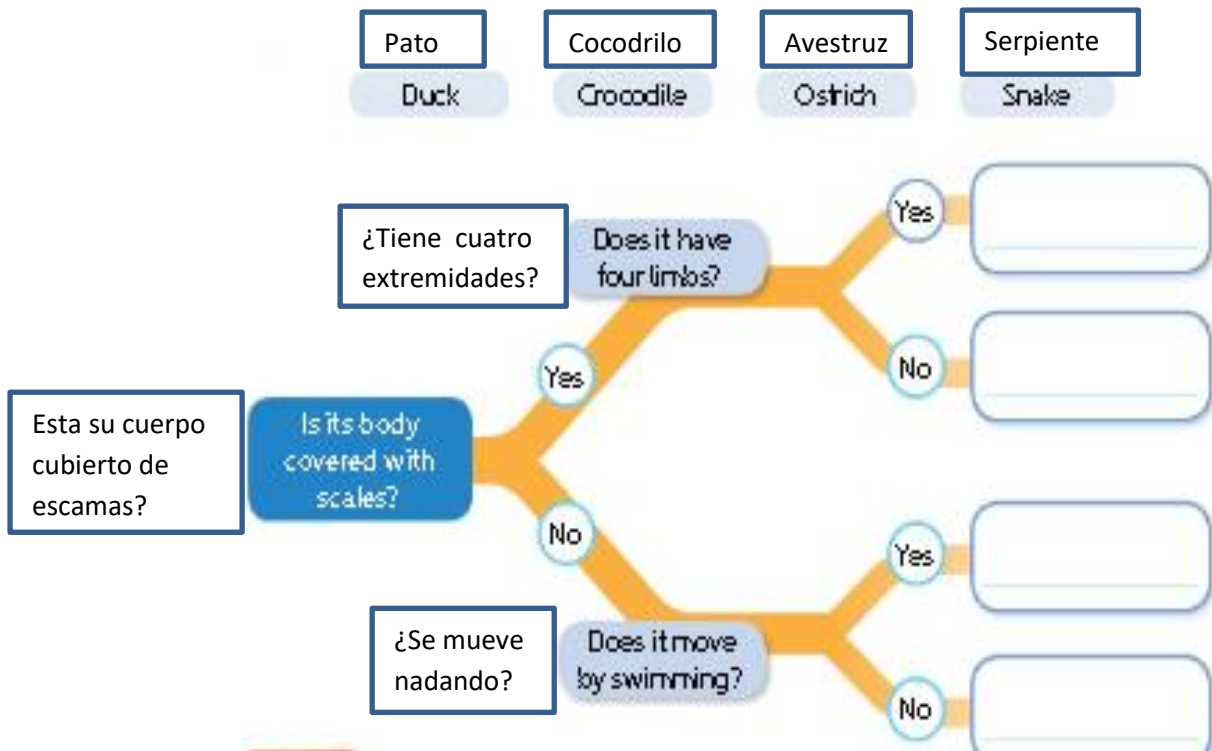 Pato
Cocodrilo
Avestruz
Serpiente
Duck
Crocodile
Ostrich
Snake
¿Tiene cuatro
extremidades?
Does it have
four limbs?
Yes
No
Yes
Esta su cuerpo
cubierto de
escamas?
Is its body
covered with
scales?
No
¿Se mueve
nadando?
Does it move
by swimming?
Yes
No